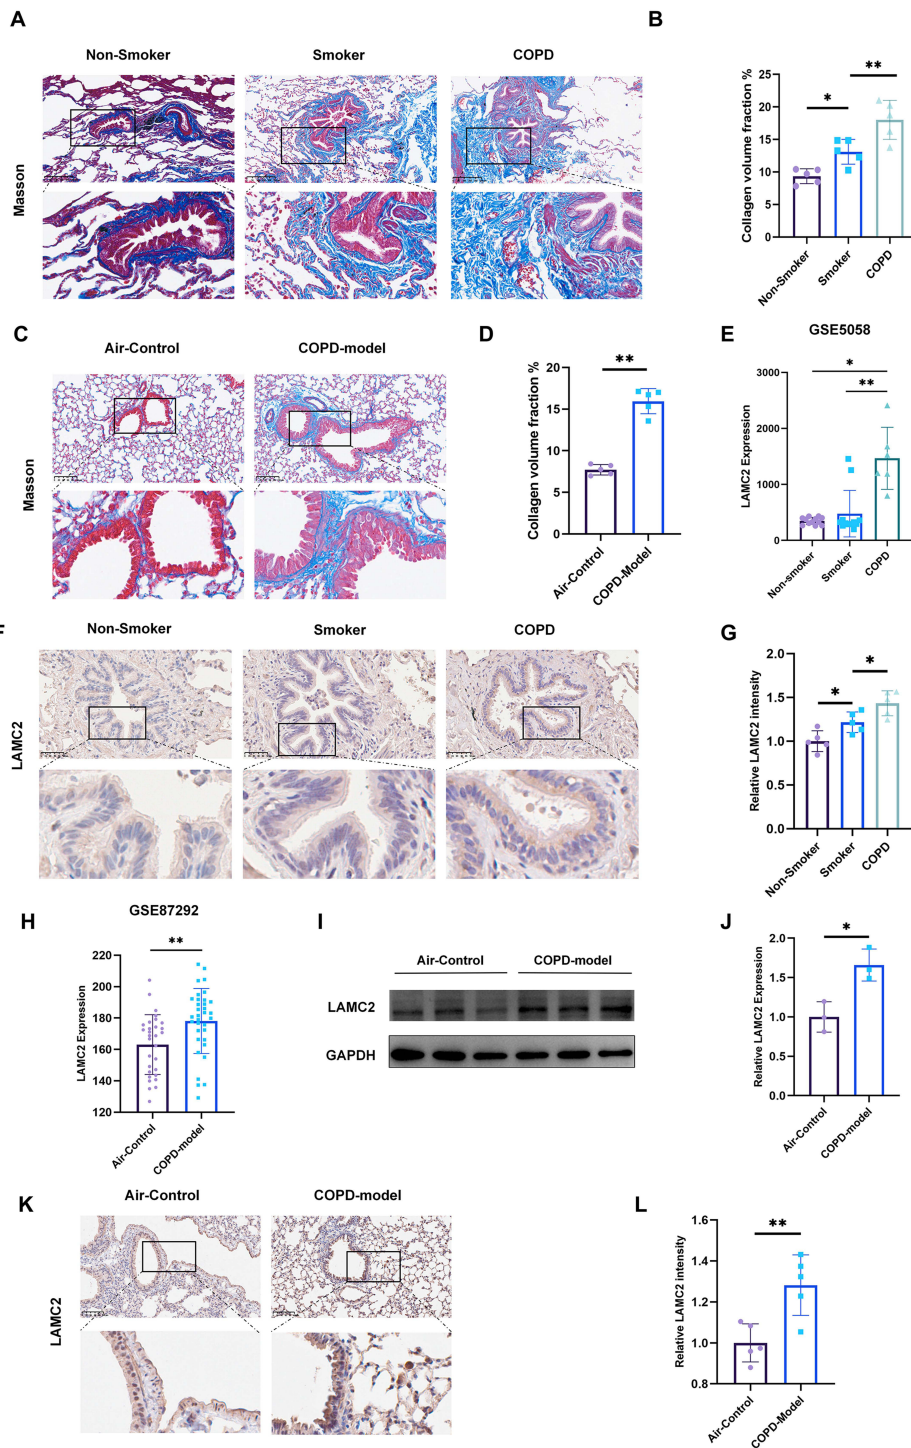 A
B
Non-Smoker
Smoker
COPD
Masson
Collagen volume fraction %
25
20
15
10
5
0
*
**
Non-Smoker
Smoker
COPD
C
D
E
Air-Control
COPD-model
Masson
Collagen volume fraction %
20
15
10
5
0
**
Air-Control
COPD-Model
GSE5058
*
**
LAMC2 Expression
3000
2000
1000
0
Non-smoker
Smoker
COPD
F
G
Non-Smoker
Smoker
COPD
LAMC2
Relative LAMC2 intensity
2.0
1.5
1.0
0.5
0.0
*
*
Non-Smoker
Smoker
COPD
H
I
J
GSE87292
**
LAMC2 Expression
220
200
180
160
140
120
Air-Control
COPD-model
Air-Control
COPD-model
LAMC2
GAPDH
Relative LAMC2 Expression
2.0
1.5
1.0
0.5
0.0
*
Air-Control
COPD-model
K
L
Air-Control
COPD-model
LAMC2
Relative LAMC2 intensity
1.6
1.4
1.2
1.0
0.8
**
Air-Control
COPD-Model